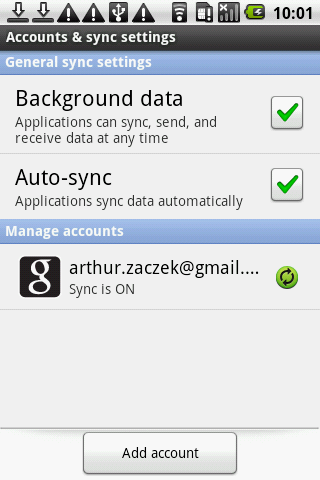 10:01
Accounts & sync settings
General sync settings
Background data
Applications can sync, send, and
receive data at any time
Auto-sync
Applications sync data automatically
Manage accounts
g
arthur.zaczek@gmail....
Sync is ON
Add account